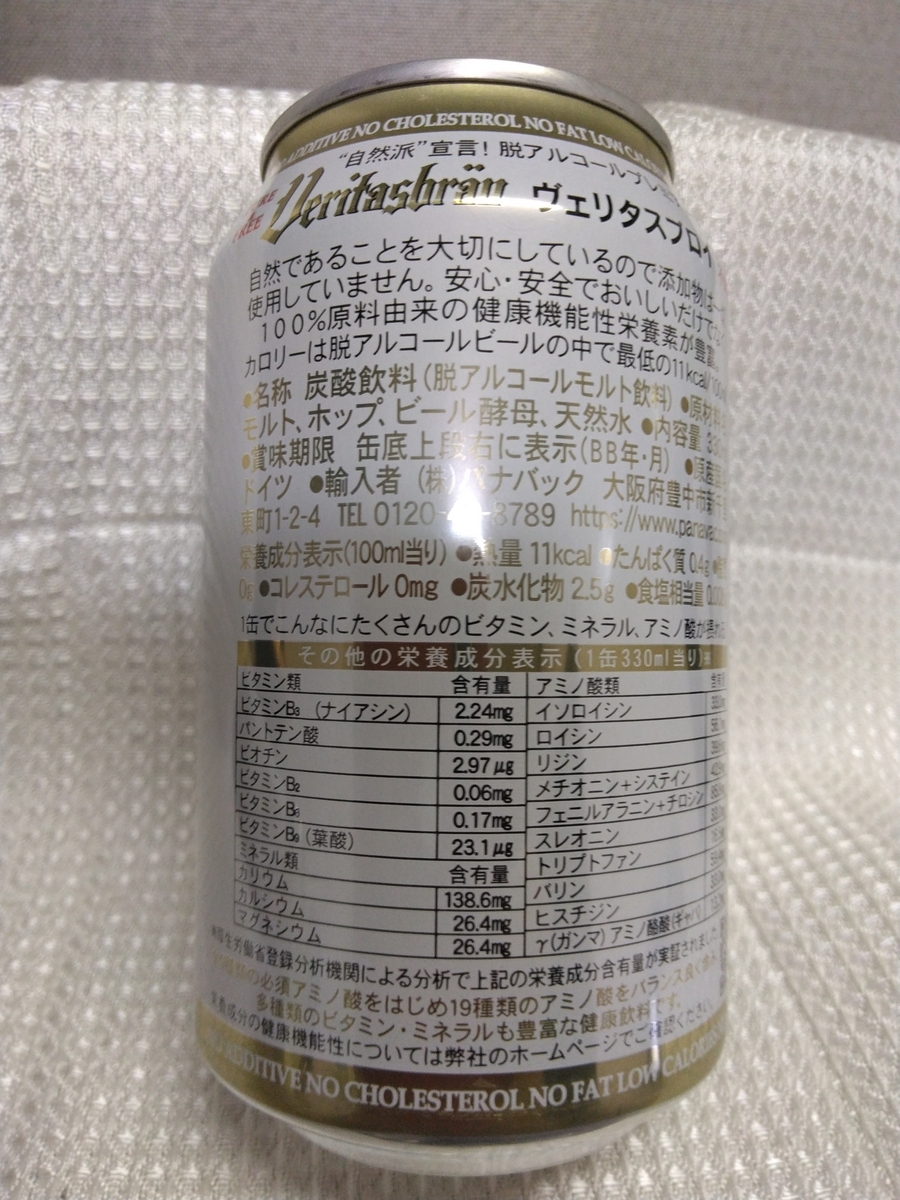 ADDITIVE NO CHOLESTEROL NO FAT LOW CALOR
"自然派"宣言! 脱アルコール
Veritasbräu ヴェリタスブロイ
自然であることを大切にしているので添加物は
使用していません。安心・安全でおいしいだけで
100%原料由来の健康機能性栄養素が豊富
カロリーは脱アルコールビールの中で最低の11kcal/100
●名称 炭酸飲料(脱アルコールモルト飲料) ●原材料
モルト、ホップ、ビール酵母、天然水 ●内容量 33
●賞味期限 缶底上段右に表示(BB年・月) ●原産国
ドイツ ●輸入者 (株)パナバック 大阪府豊中市新千
東町1-2-4 TEL 0120- -8789 https://www.panava
栄養成分表示(100ml当り) ●熱量 11kcal ●たんぱく質 0.4g
0g ●コレステロール 0mg ●炭水化物 2.5g ●食塩相当量
1缶でこんなにたくさんのビタミン、ミネラル、アミノ酸が摂れ
その他の栄養成分表示 (1缶330ml当り)※
ビタミン類 含有量 アミノ酸類
ビタミンB₃ (ナイアシン) 2.24mg イソロイシン
パントテン酸 0.29mg ロイシン
ビオチン 2.97μg リジン
ビタミンB₂ 0.06mg メチオニン+システイン
ビタミンB₆ 0.17mg フェニルアラニン+チロシン
ビタミンB₉ (葉酸) 23.1μg スレオニン
ミネラル類 含有量 トリプトファン
カリウム 138.6mg バリン
カルシウム 26.4mg ヒスチジン
マグネシウム 26.4mg γ(ガンマ)アミノ酪酸(ギャバ)
※厚生労働省登録分析機関による分析で上記の栄養成分含有量が実証されました
必須アミノ酸をはじめ19種類のアミノ酸をバランス良く含み
多種類のビタミン・ミネラルも豊富な健康飲料です。
栄養成分の健康機能性については弊社のホームページでご確認ください。
ADDITIVE NO CHOLESTEROL NO FAT LOW CALOR